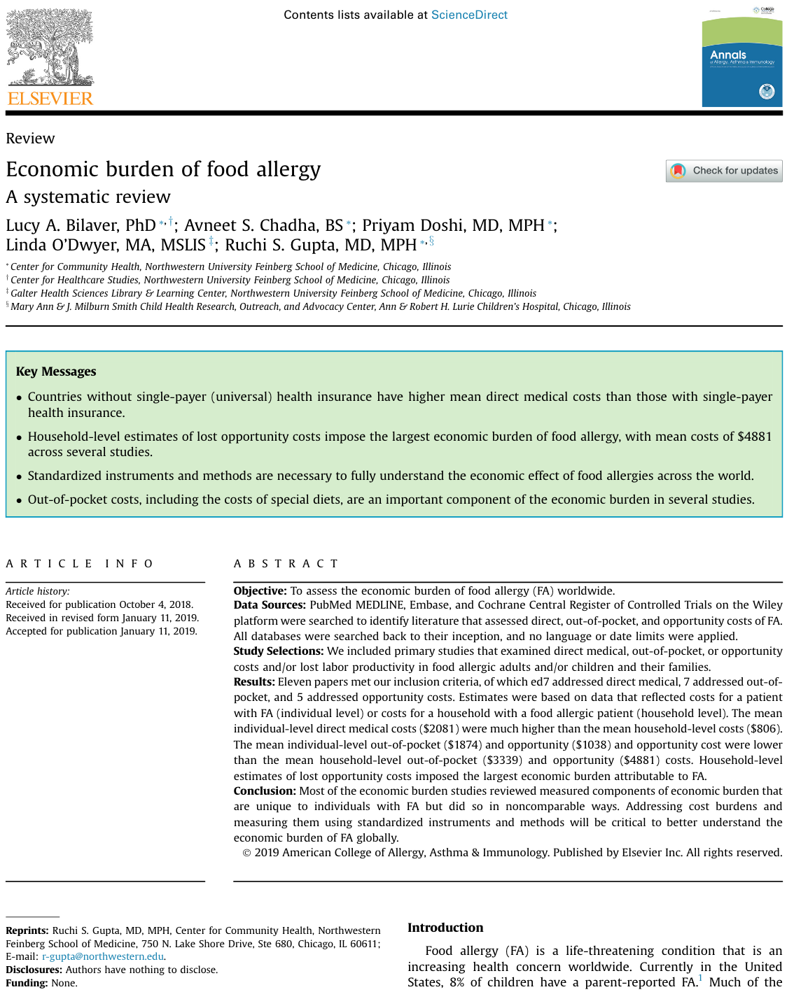 Contents lists available at ScienceDirect
College
Annals
of Allergy, Asthma & Immunology
ELSEVIER
Review
Economic burden of food allergy
Check for updates
A systematic review
Lucy A. Bilaver, PhD *,†; Avneet S. Chadha, BS *; Priyam Doshi, MD, MPH *;
Linda O'Dwyer, MA, MSLIS ‡; Ruchi S. Gupta, MD, MPH *,§
* Center for Community Health, Northwestern University Feinberg School of Medicine, Chicago, Illinois
† Center for Healthcare Studies, Northwestern University Feinberg School of Medicine, Chicago, Illinois
‡ Galter Health Sciences Library & Learning Center, Northwestern University Feinberg School of Medicine, Chicago, Illinois
§ Mary Ann & J. Milburn Smith Child Health Research, Outreach, and Advocacy Center, Ann & Robert H. Lurie Children's Hospital, Chicago, Illinois
Key Messages
• Countries without single-payer (universal) health insurance have higher mean direct medical costs than those with single-payer
health insurance.
• Household-level estimates of lost opportunity costs impose the largest economic burden of food allergy, with mean costs of $4881
across several studies.
• Standardized instruments and methods are necessary to fully understand the economic effect of food allergies across the world.
• Out-of-pocket costs, including the costs of special diets, are an important component of the economic burden in several studies.
ARTICLE INFO
Article history:
Received for publication October 4, 2018.
Received in revised form January 11, 2019.
Accepted for publication January 11, 2019.
ABSTRACT
Objective: To assess the economic burden of food allergy (FA) worldwide.
Data Sources: PubMed MEDLINE, Embase, and Cochrane Central Register of Controlled Trials on the Wiley
platform were searched to identify literature that assessed direct, out-of-pocket, and opportunity costs of FA.
All databases were searched back to their inception, and no language or date limits were applied.
Study Selections: We included primary studies that examined direct medical, out-of-pocket, or opportunity
costs and/or lost labor productivity in food allergic adults and/or children and their families.
Results: Eleven papers met our inclusion criteria, of which ed7 addressed direct medical, 7 addressed out-of-
pocket, and 5 addressed opportunity costs. Estimates were based on data that reflected costs for a patient
with FA (individual level) or costs for a household with a food allergic patient (household level). The mean
individual-level direct medical costs ($2081) were much higher than the mean household-level costs ($806).
The mean individual-level out-of-pocket ($1874) and opportunity ($1038) and opportunity cost were lower
than the mean household-level out-of-pocket ($3339) and opportunity ($4881) costs. Household-level
estimates of lost opportunity costs imposed the largest economic burden attributable to FA.
Conclusion: Most of the economic burden studies reviewed measured components of economic burden that
are unique to individuals with FA but did so in noncomparable ways. Addressing cost burdens and
measuring them using standardized instruments and methods will be critical to better understand the
economic burden of FA globally.
© 2019 American College of Allergy, Asthma & Immunology. Published by Elsevier Inc. All rights reserved.
Reprints: Ruchi S. Gupta, MD, MPH, Center for Community Health, Northwestern
Feinberg School of Medicine, 750 N. Lake Shore Drive, Ste 680, Chicago, IL 60611;
E-mail: r-gupta@northwestern.edu.
Disclosures: Authors have nothing to disclose.
Funding: None.
Introduction
Food allergy (FA) is a life-threatening condition that is an
increasing health concern worldwide. Currently in the United
States, 8% of children have a parent-reported FA.1 Much of the